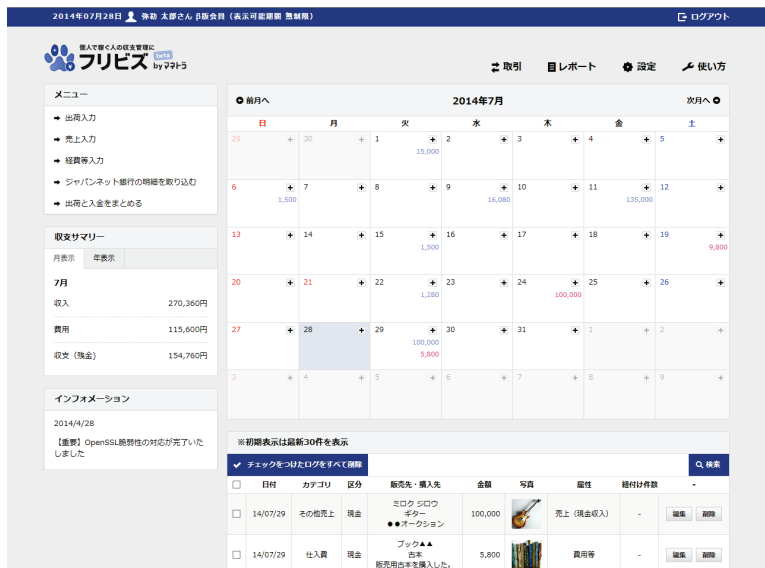 2014年07月28日 弥勒 太郎さん β版会員 (表示可能期間 無制限)
ログアウト
個人で稼ぐ人の収支管理に
フリビズ beta by マネトラ
取引 レポート 設定 使い方
メニュー
出荷入力
売上入力
経費等入力
ジャパンネット銀行の明細を取り込む
出荷と入金をまとめる
収支サマリー
月表示 年表示
7月
収入 270,360円
費用 115,600円
収支（残金） 154,760円
インフォメーション
2014/4/28
【重要】OpenSSL脆弱性の対応が完了いた
しました
前月へ 2014年7月 次月へ
日 月 火 水 木 金 土
29 + 30 + 1 + 2 + 3 + 4 + 5 +
15,000
6 + 7 + 8 + 9 + 10 + 11 + 12 +
1,500 16,080 135,000
13 + 14 + 15 + 16 + 17 + 18 + 19 +
1,500 9,800
20 + 21 + 22 + 23 + 24 + 25 + 26 +
1,280 100,000
27 + 28 + 29 + 30 + 31 + 1 + 2 +
100,000
5,800
3 + 4 + 5 + 6 + 7 + 8 + 9 +
※初期表示は最新30件を表示
チェックをつけたログをすべて削除 検索
日付 カテゴリ 区分 販売先・購入先 金額 写真 属性 紐付け件数 -
14/07/29 その他売上 現金 ミロク ジロウ 100,000 売上（現金収入） - 編集 削除
ギター
●●オークション
14/07/29 仕入費 現金 ブック▲▲ 5,800 費用等 - 編集 削除
古本
販売用古本を購入した。